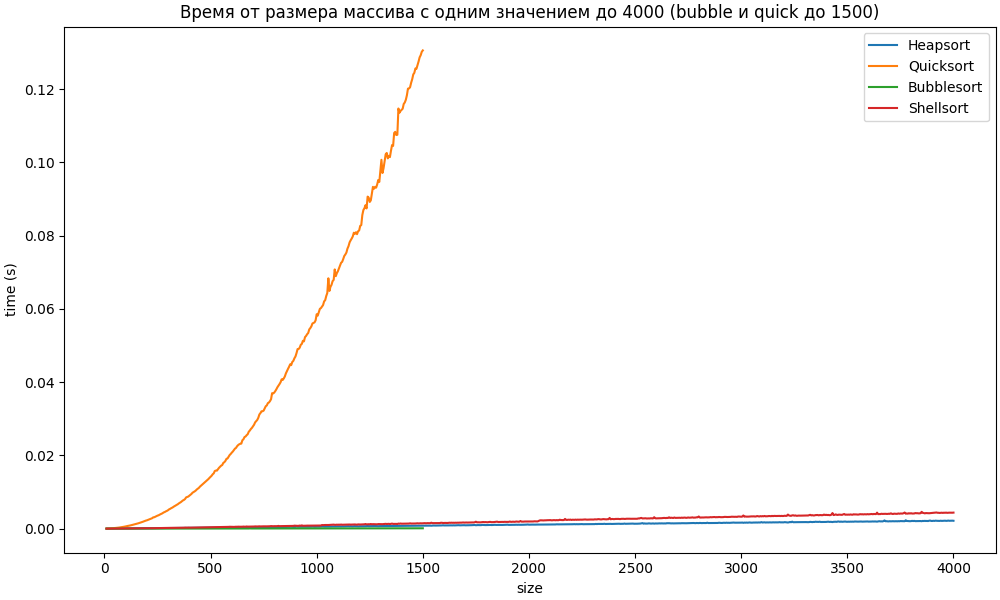 Время от размера массива с одним значением до 4000 (bubble и quick до 1500)
Heapsort
Quicksort
Bubblesort
Shellsort
time (s)
0.12
0.10
0.08
0.06
0.04
0.02
0.00
0 500 1000 1500 2000 2500 3000 3500 4000
size